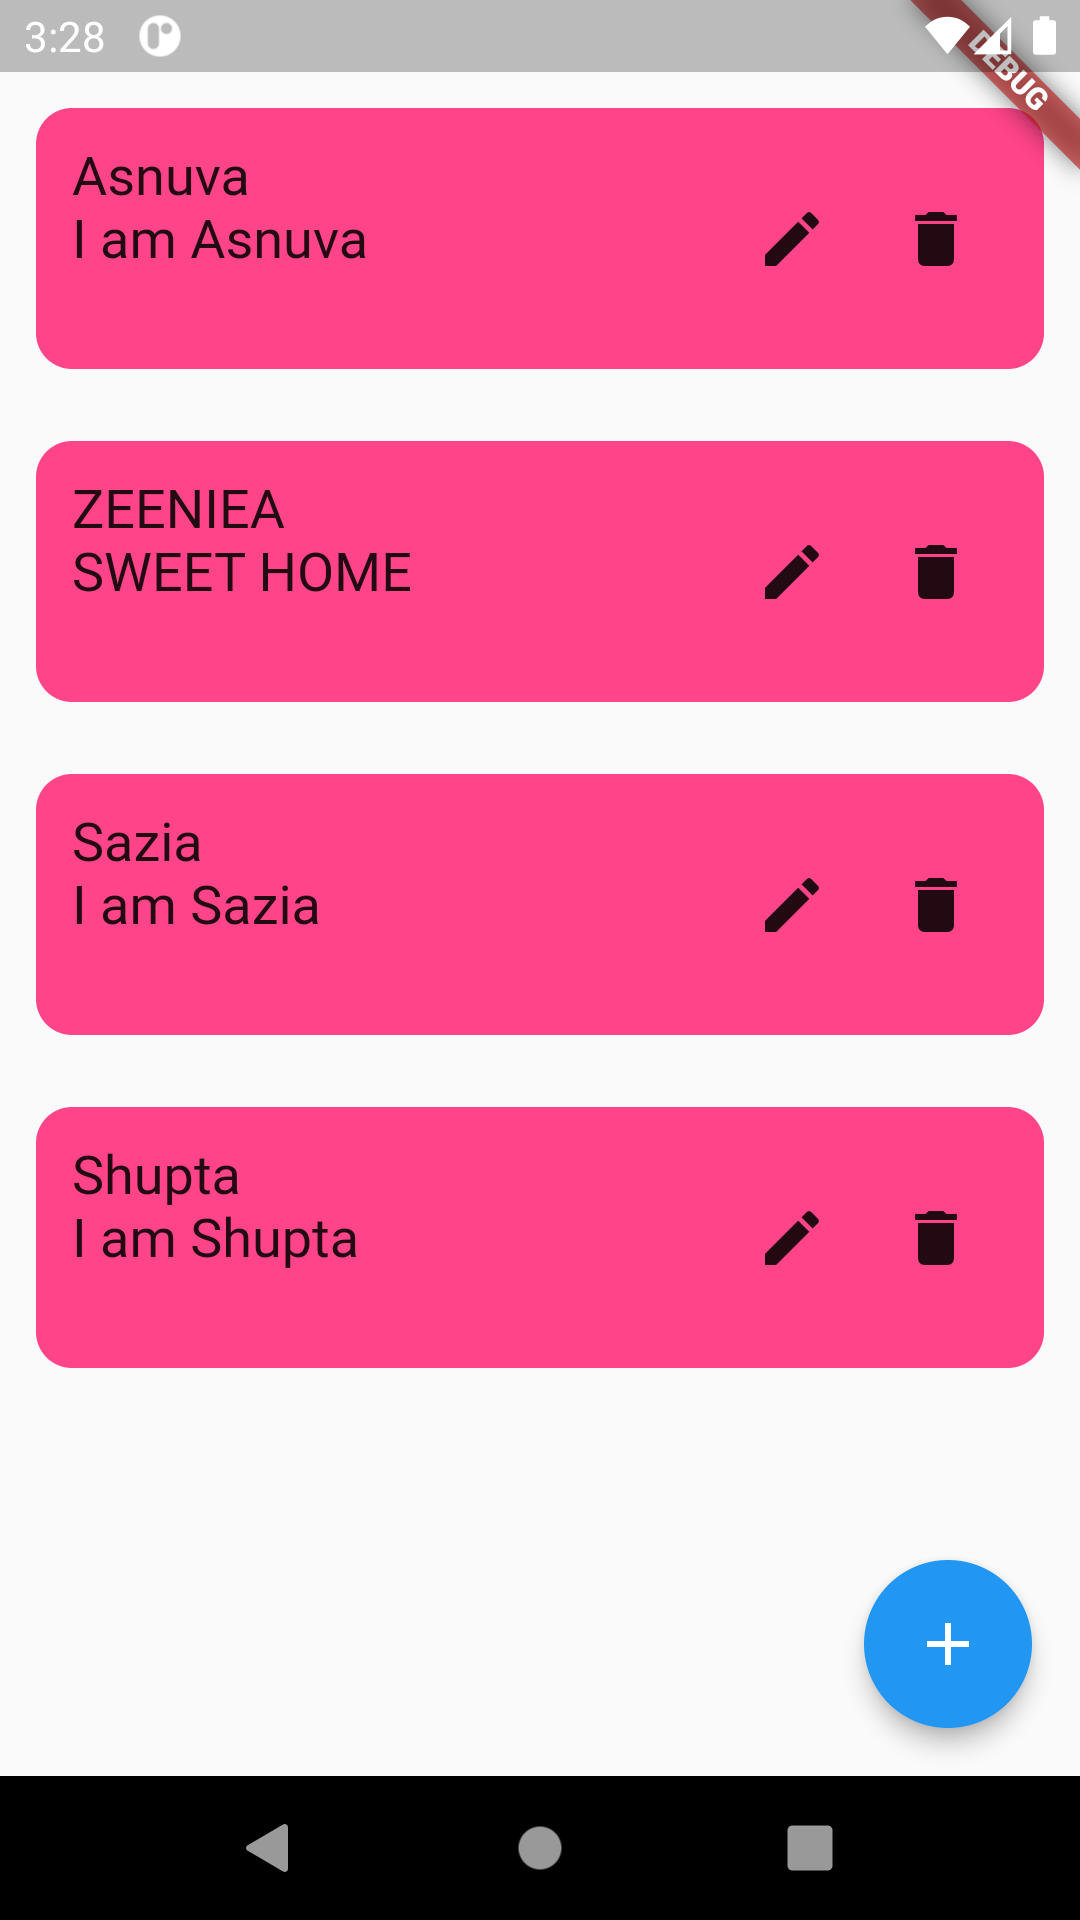 3:28
DEBUG
Asnuva
I am Asnuva
ZEENIEA
SWEET HOME
Sazia
I am Sazia
Shupta
I am Shupta